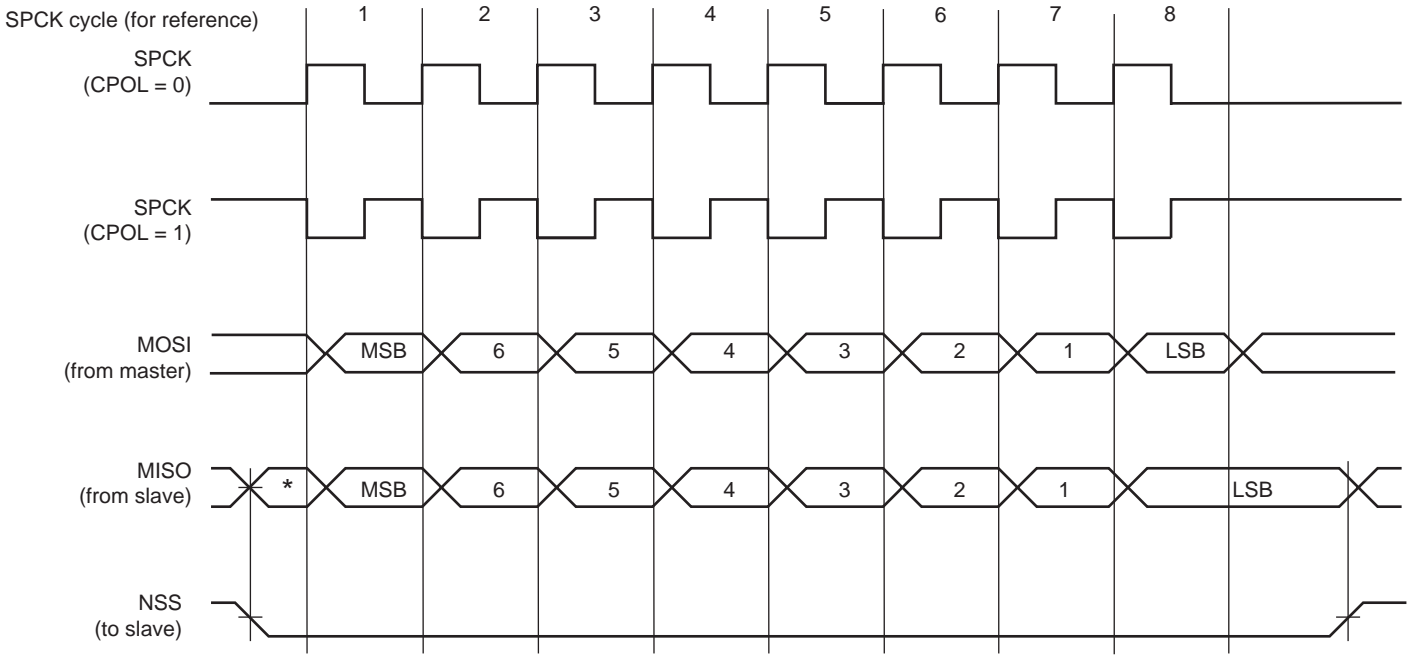 SPCK cycle (for reference) 1 2 3 4 5 6 7 8
SPCK
(CPOL = 0)
SPCK
(CPOL = 1)
MOSI
(from master)
MSB 6 5 4 3 2 1 LSB
MISO
(from slave)
* MSB 6 5 4 3 2 1 LSB
NSS
(to slave)